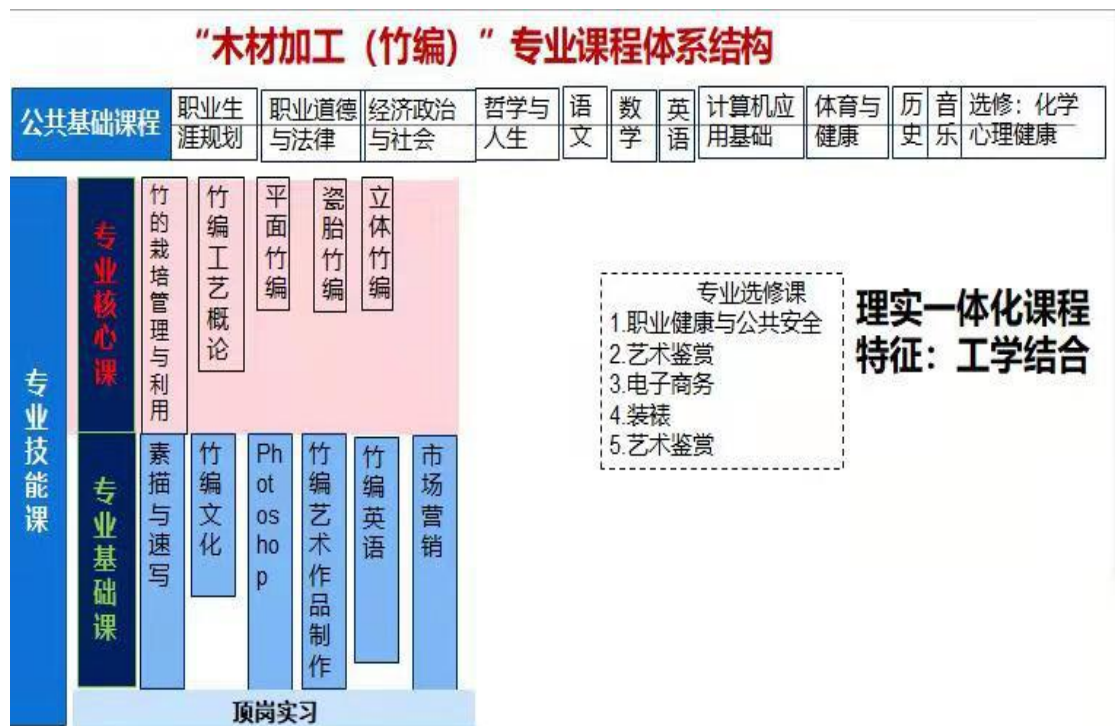 “木材加工（竹编）”专业课程体系结构
公共基础课程
职业生
涯规划
职业道德
与法律
经济政治
与社会
哲学与
人生
语
文
数
学
英
语
计算机应
用基础
体育与
健康
历
史
音
乐
选修：化学
心理健康
专业技能课
专业核心课
竹的栽培管理与利用
竹编工艺概论
平面竹编
瓷胎竹编
立体竹编
专业基础课
素描与速写
竹编文化
Ph
ot
os
ho
p
竹编艺术作品制作
竹编英语
市场营销
顶岗实习
专业选修课
1.职业健康与公共安全
2.艺术鉴赏
3.电子商务
4.装裱
5.艺术鉴赏
理实一体化课程
特征：工学结合